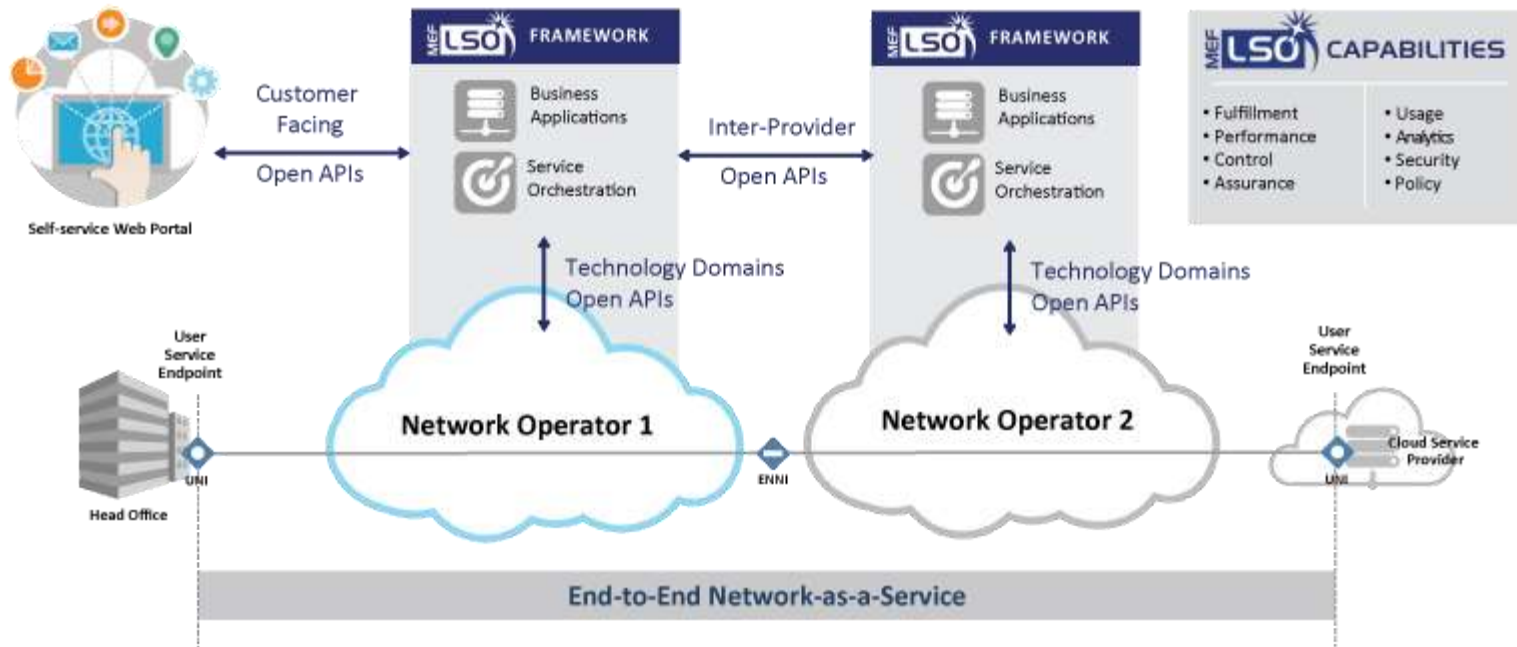 MEF LSO FRAMEWORK
Business
Applications
Service
Orchestration
MEF LSO FRAMEWORK
Business
Applications
Service
Orchestration
MEF LSO CAPABILITIES
• Fulfillment
• Performance
• Control
• Assurance
• Usage
• Analytics
• Security
• Policy
Customer
Facing
Open APIs
Inter-Provider
Open APIs
Self-service Web Portal
Technology Domains
Open APIs
Technology Domains
Open APIs
User
Service
Endpoint
User
Service
Endpoint
Network Operator 1
Network Operator 2
Cloud Service
Provider
UNI
ENNI
UNI
Head Office
End-to-End Network-as-a-Service